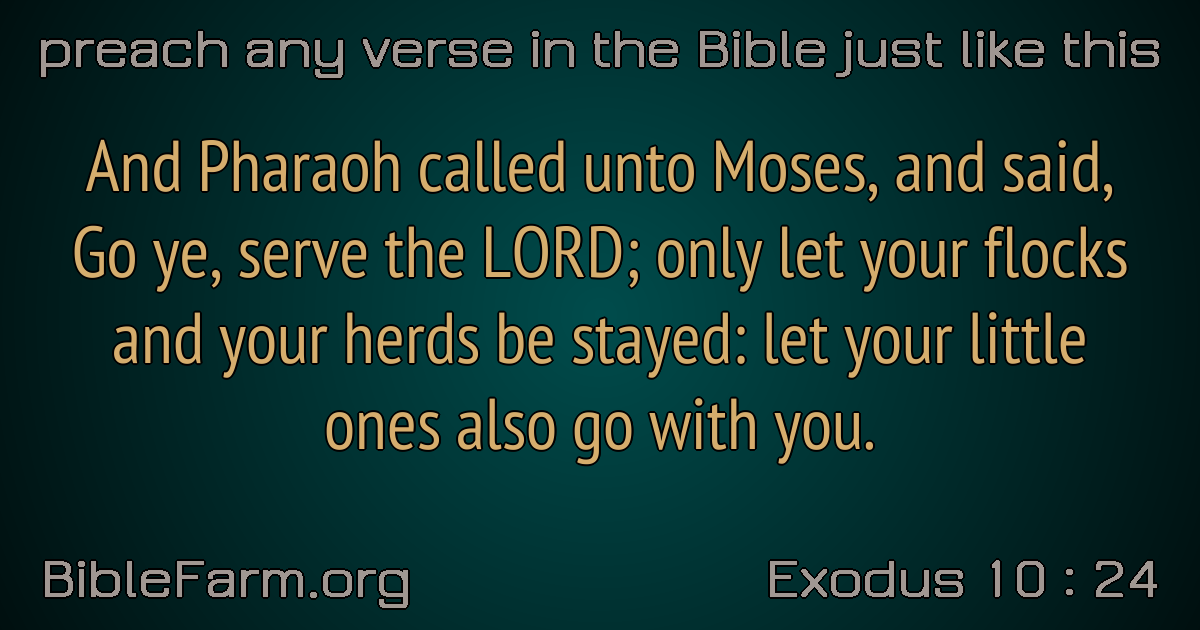 preach any verse in the Bible just like this
And Pharaoh called unto Moses, and said,
Go ye, serve the LORD; only let your flocks
and your herds be stayed: let your little
ones also go with you.
BibleFarm.org
Exodus 10 : 24